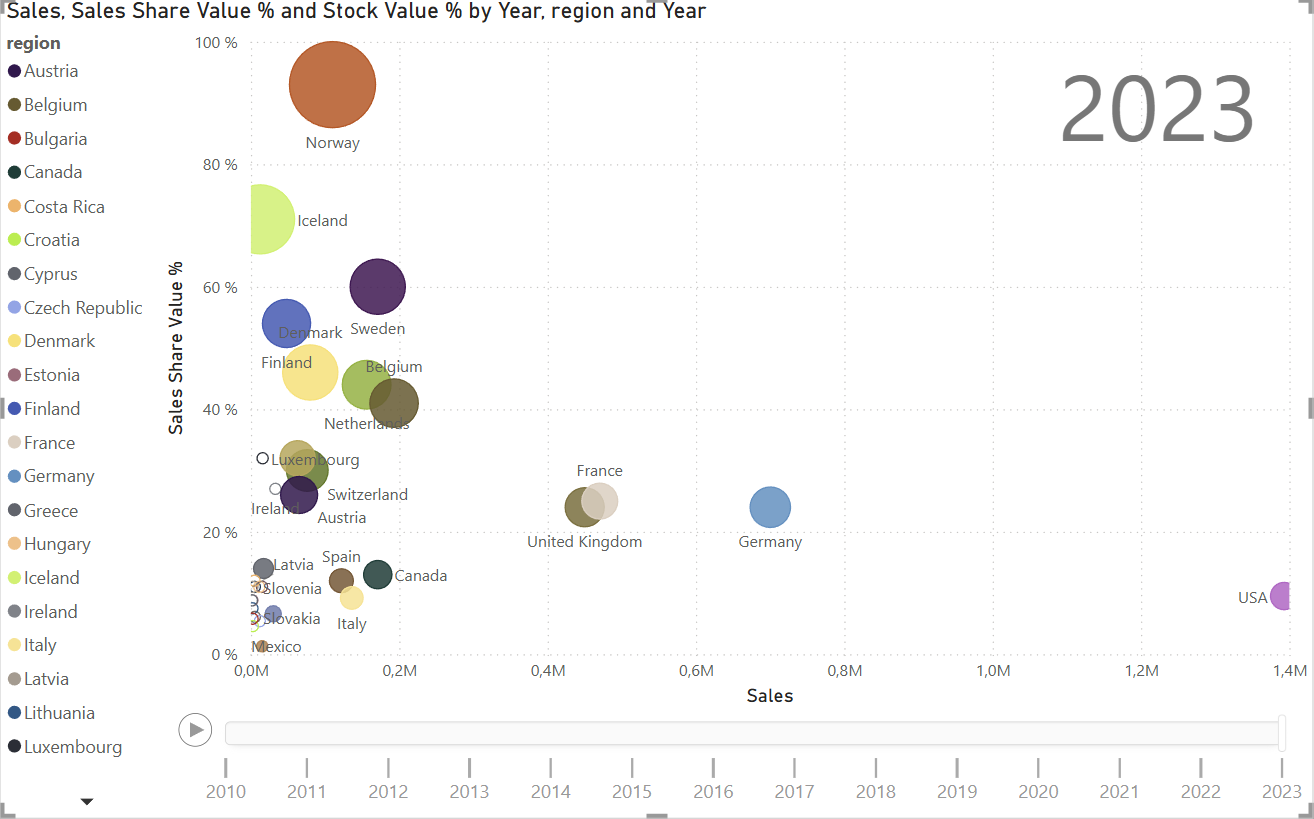 Sales, Sales Share Value % and Stock Value % by Year, region and Year
region
Austria
Belgium
Bulgaria
Canada
Costa Rica
Croatia
Cyprus
Czech Republic
Denmark
Estonia
Finland
France
Germany
Greece
Hungary
Iceland
Ireland
Italy
Latvia
Lithuania
Luxembourg
2023
100 %
80 %
60 %
40 %
20 %
0 %
Sales Share Value %
Norway
Iceland
Denmark
Sweden
Finland
Belgium
Netherlands
Luxembourg
France
Switzerland
Ireland
Austria
United Kingdom
Germany
Spain
Latvia
Canada
Slovenia
USA
Slovakia
Italy
Mexico
0,0M 0,2M 0,4M 0,6M 0,8M 1,0M 1,2M 1,4M
Sales
2010 2011 2012 2013 2014 2015 2016 2017 2018 2019 2020 2021 2022 2023